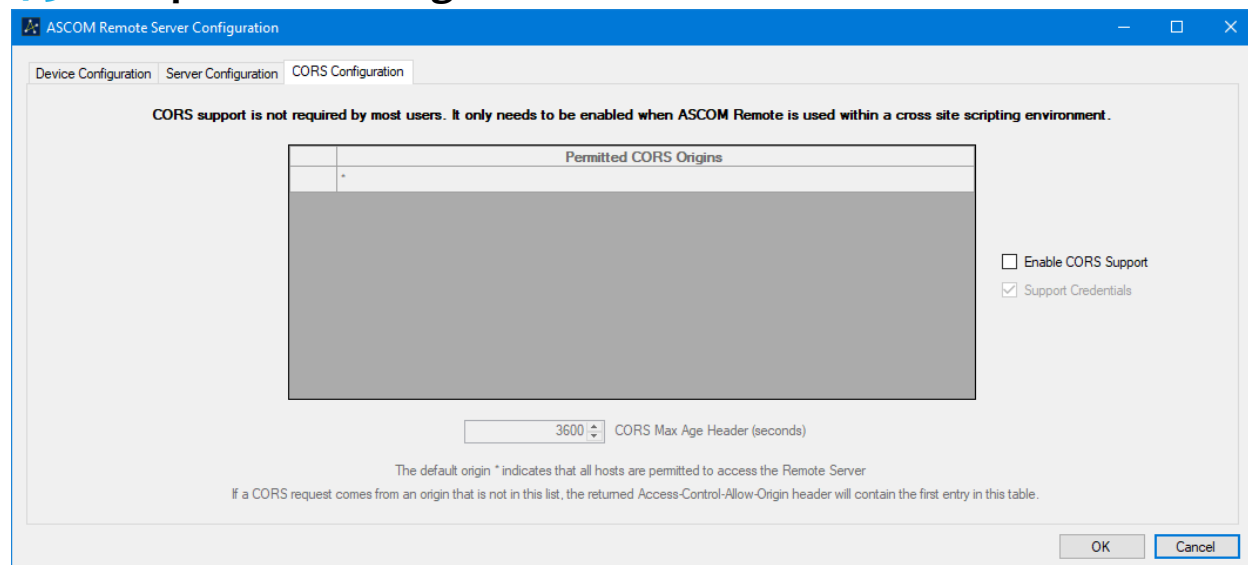 ASCOM Remote Server Configuration
Device Configuration Server Configuration CORS Configuration
CORS support is not required by most users. It only needs to be enabled when ASCOM Remote is used within a cross site scripting environment.
Permitted CORS Origins
*
Enable CORS Support
Support Credentials
3600 CORS Max Age Header (seconds)
The default origin * indicates that all hosts are permitted to access the Remote Server
If a CORS request comes from an origin that is not in this list, the returned Access-Control-Allow-Origin header will contain the first entry in this table.
OK Cancel